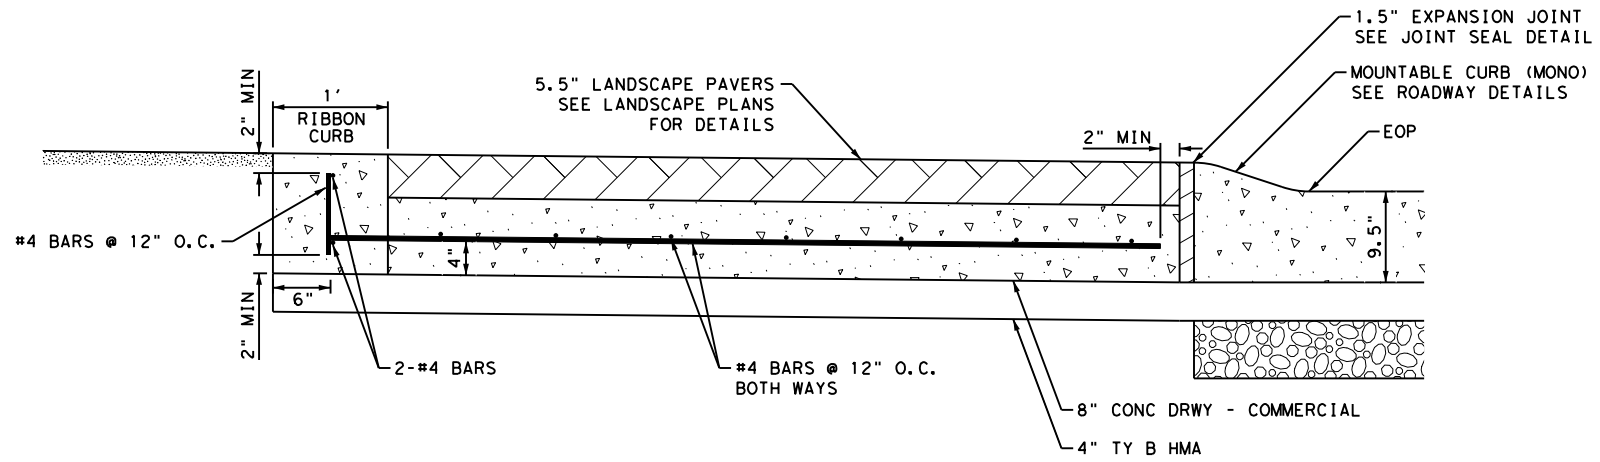 1.5" EXPANSION JOINT
SEE JOINT SEAL DETAIL
MOUNTABLE CURB (MONO)
SEE ROADWAY DETAILS
EOP
5.5" LANDSCAPE PAVERS
SEE LANDSCAPE PLANS
FOR DETAILS
2" MIN
1'
RIBBON
CURB
2" MIN
#4 BARS @ 12" O.C.
4"
9.5"
6"
2" MIN
2-#4 BARS
#4 BARS @ 12" O.C.
BOTH WAYS
8" CONC DRWY - COMMERCIAL
4" TY B HMA